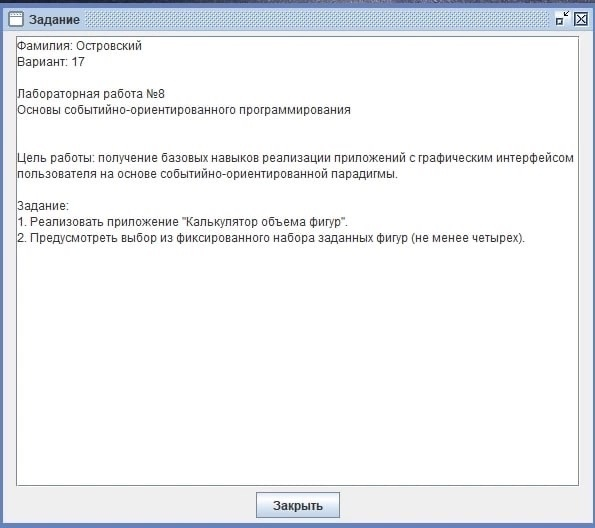 Задание
Фамилия: Островский
Вариант: 17
Лабораторная работа №8
Основы событийно-ориентированного программирования
Цель работы: получение базовых навыков реализации приложений с графическим интерфейсом
пользователя на основе событийно-ориентированной парадигмы.
Задание:
1. Реализовать приложение "Калькулятор объема фигур".
2. Предусмотреть выбор из фиксированного набора заданных фигур (не менее четырех).
Закрыть